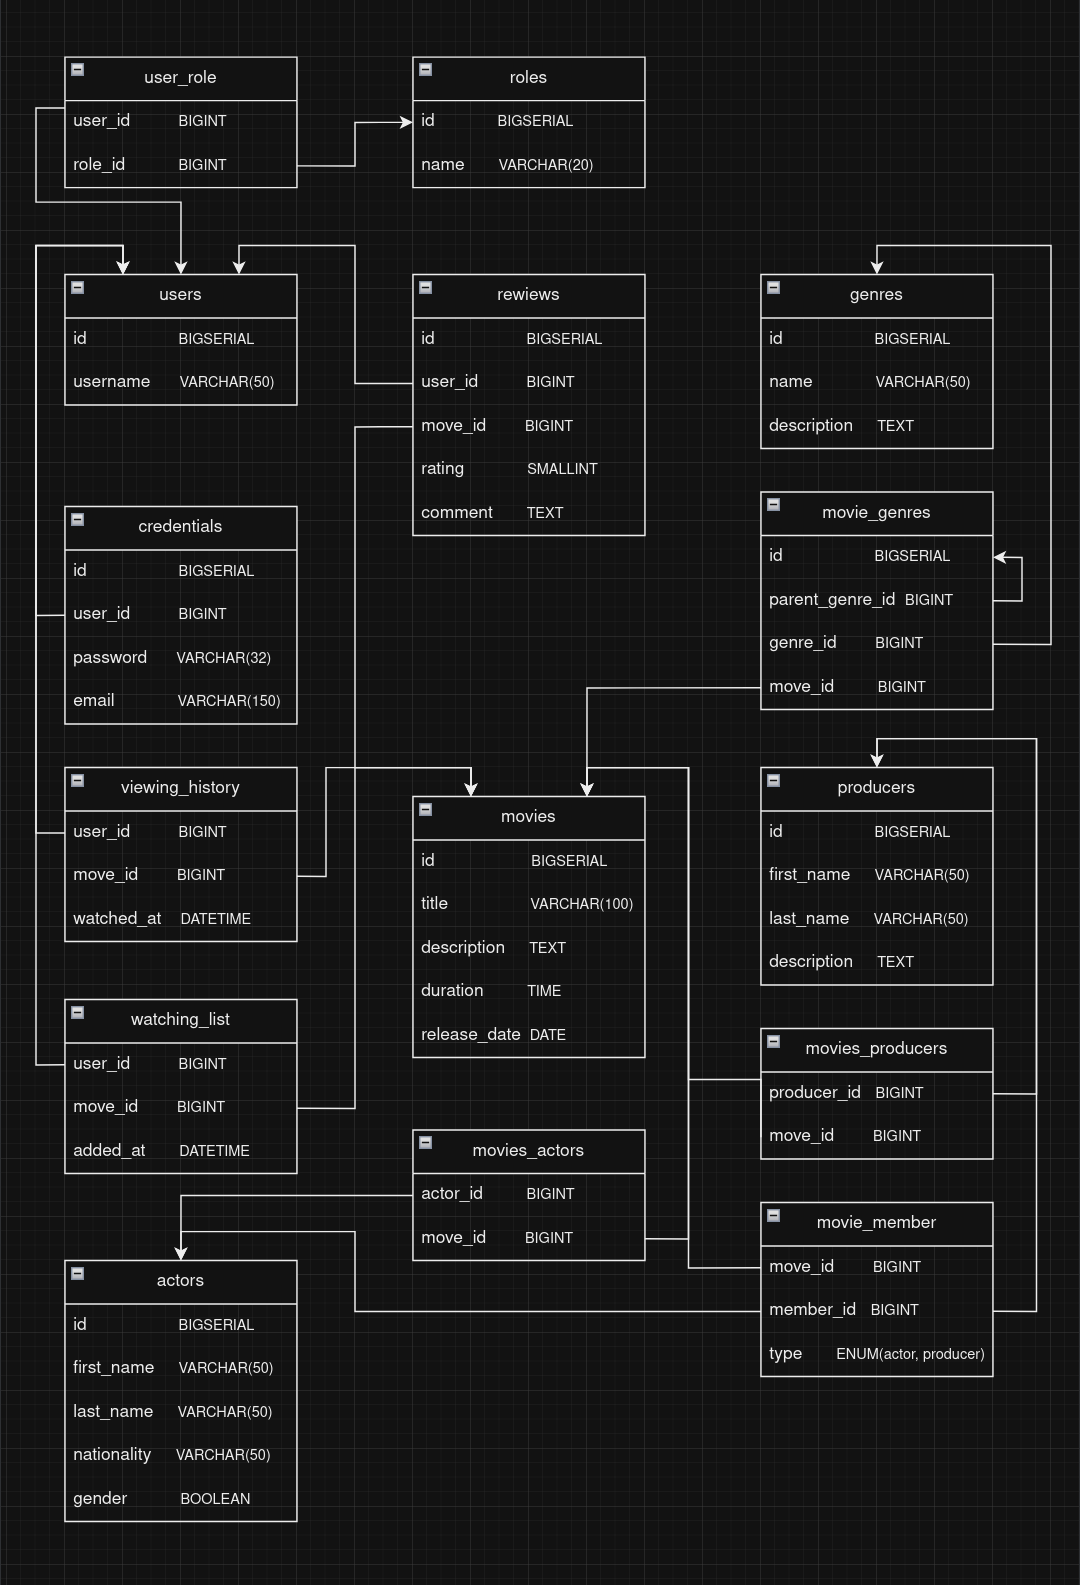 user_role
user_id BIGINT
role_id BIGINT
roles
id BIGSERIAL
name VARCHAR(20)
users
id BIGSERIAL
username VARCHAR(50)
rewiews
id BIGSERIAL
user_id BIGINT
move_id BIGINT
rating SMALLINT
comment TEXT
genres
id BIGSERIAL
name VARCHAR(50)
description TEXT
credentials
id BIGSERIAL
user_id BIGINT
password VARCHAR(32)
email VARCHAR(150)
movie_genres
id BIGSERIAL
parent_genre_id BIGINT
genre_id BIGINT
move_id BIGINT
viewing_history
user_id BIGINT
move_id BIGINT
watched_at DATETIME
movies
id BIGSERIAL
title VARCHAR(100)
description TEXT
duration TIME
release_date DATE
producers
id BIGSERIAL
first_name VARCHAR(50)
last_name VARCHAR(50)
description TEXT
watching_list
user_id BIGINT
move_id BIGINT
added_at DATETIME
movies_actors
actor_id BIGINT
move_id BIGINT
movies_producers
producer_id BIGINT
move_id BIGINT
movie_member
move_id BIGINT
member_id BIGINT
type ENUM(actor, producer)
actors
id BIGSERIAL
first_name VARCHAR(50)
last_name VARCHAR(50)
nationality VARCHAR(50)
gender BOOLEAN